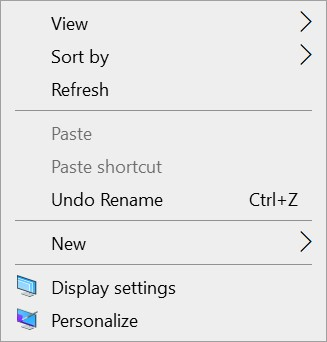 View
Sort by
Refresh
Paste
Paste shortcut
Undo Rename Ctrl+Z
New
Display settings
Personalize